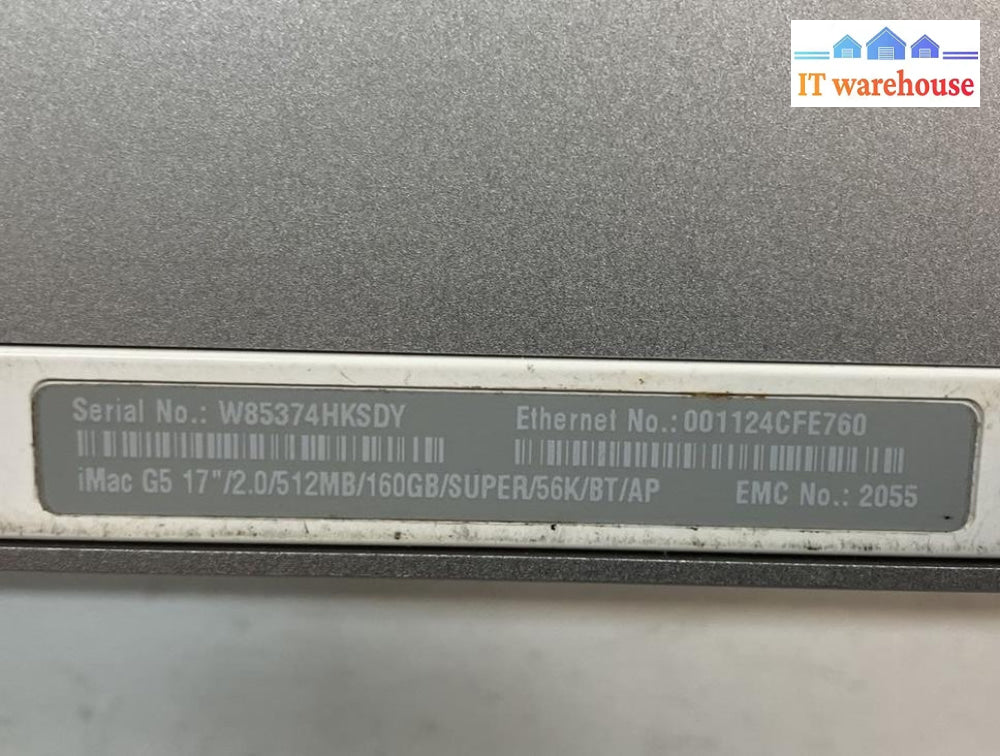 IT warehouse
Serial No.: W85374HKSDY
Ethernet No.:001124CFE760
iMac G5 17"/2.0/512MB/160GB/SUPER/56K/BT/AP
EMC No.: 2055